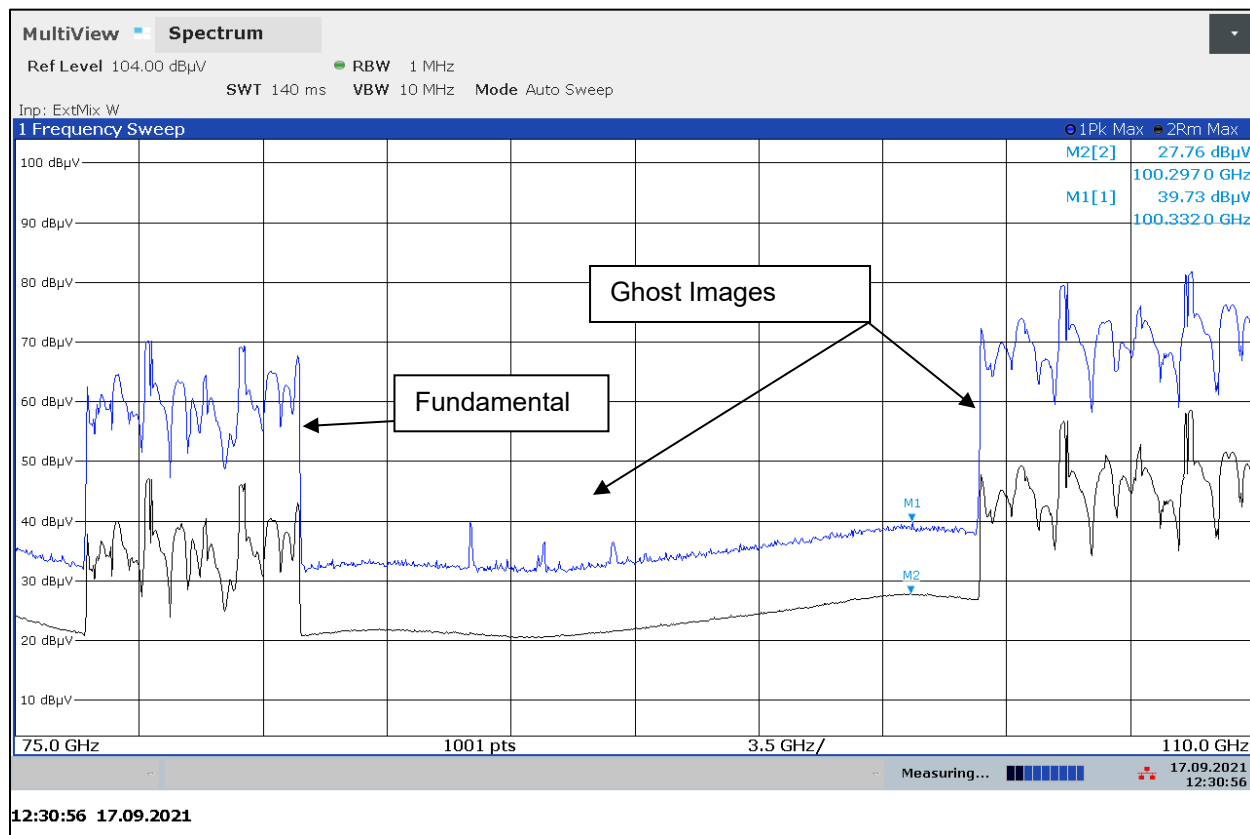 MultiView Spectrum
Ref Level 104.00 dBµV RBW 1 MHz
SWT 140 ms VBW 10 MHz Mode Auto Sweep
Inp: ExtMix W
1 Frequency Sweep 1Pk Max 2Rm Max
M2[2] 27.76 dBµV
100.2970 GHz
M1[1] 39.73 dBµV
100.3320 GHz
100 dBµV
90 dBµV
80 dBµV
Ghost Images
70 dBµV
60 dBµV
Fundamental
50 dBµV
40 dBµV
M1
30 dBµV
M2
20 dBµV
10 dBµV
75.0 GHz 1001 pts 3.5 GHz/ 110.0 GHz
Measuring... 17.09.2021
12:30:56
12:30:56 17.09.2021